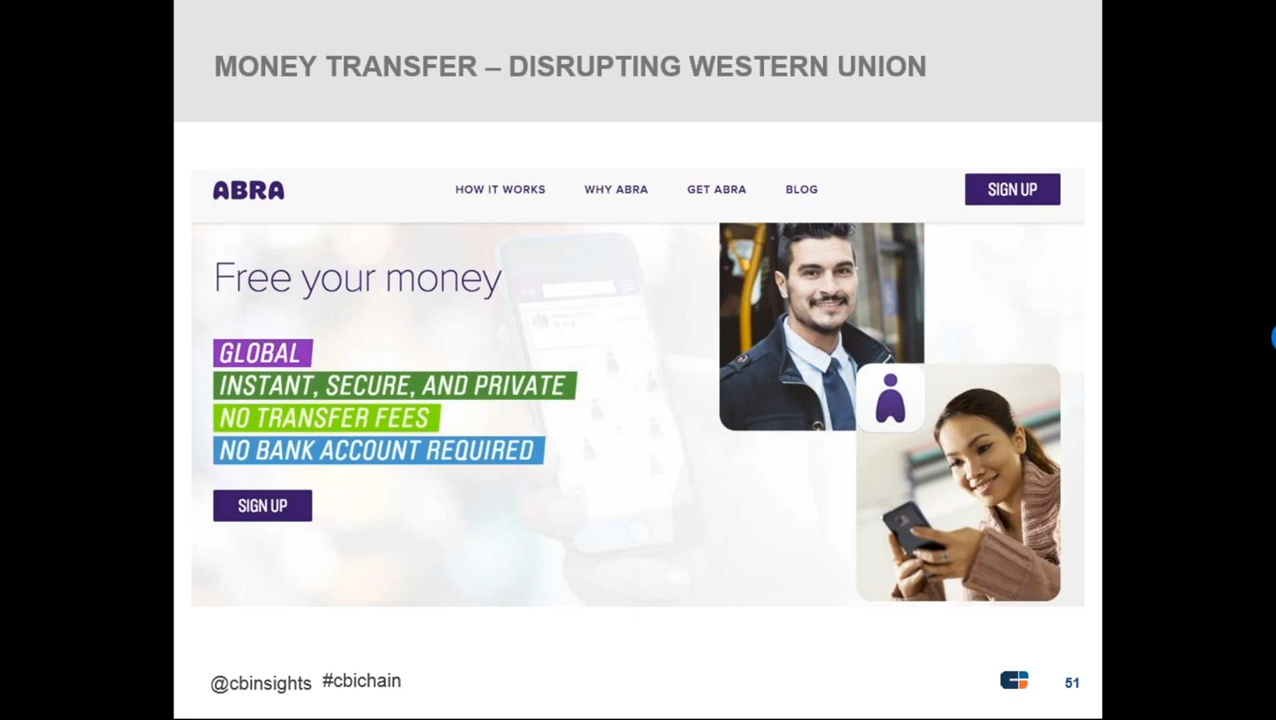 MONEY TRANSFER – DISRUPTING WESTERN UNION
ABRA
HOW IT WORKS
WHY ABRA
GET ABRA
BLOG
SIGN UP
Free your money
GLOBAL
INSTANT, SECURE, AND PRIVATE
NO TRANSFER FEES
NO BANK ACCOUNT REQUIRED
SIGN UP
@cbinsights #cbichain
51